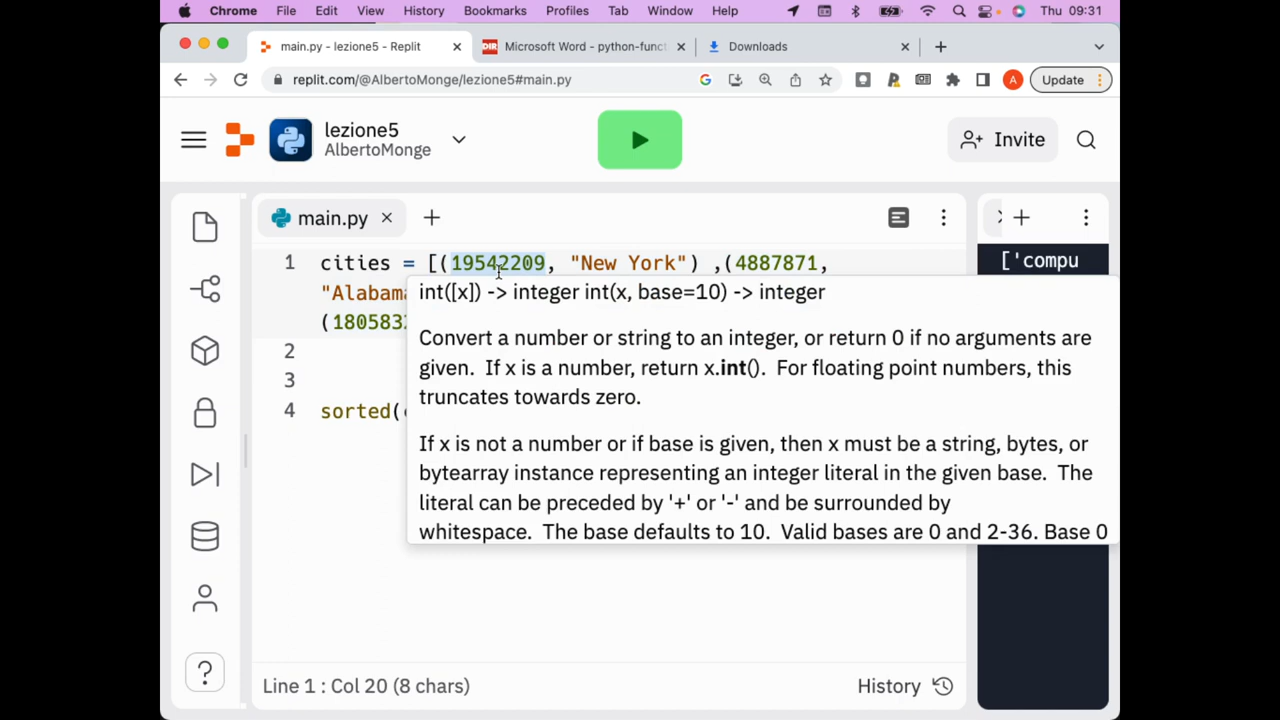 Chrome File Edit View History Bookmarks Profiles Tab Window Help Thu 09:31
main.py - lezione5 - Replit Microsoft Word - python-funct Downloads
replit.com/@AlbertoMonge/lezione5#main.py A Update
lezione5
AlbertoMonge
Invite
main.py
1 cities = [(19542209, "New York") ,(4887871,
"Alabama
(180583
2
3
4 sorted(
int([x]) -> integer int(x, base=10) -> integer
Convert a number or string to an integer, or return 0 if no arguments are
given. If x is a number, return x.int(). For floating point numbers, this
truncates towards zero.
If x is not a number or if base is given, then x must be a string, bytes, or
bytearray instance representing an integer literal in the given base. The
literal can be preceded by '+' or '-' and be surrounded by
whitespace. The base defaults to 10. Valid bases are 0 and 2-36. Base 0
['compu
Line 1 : Col 20 (8 chars)
History